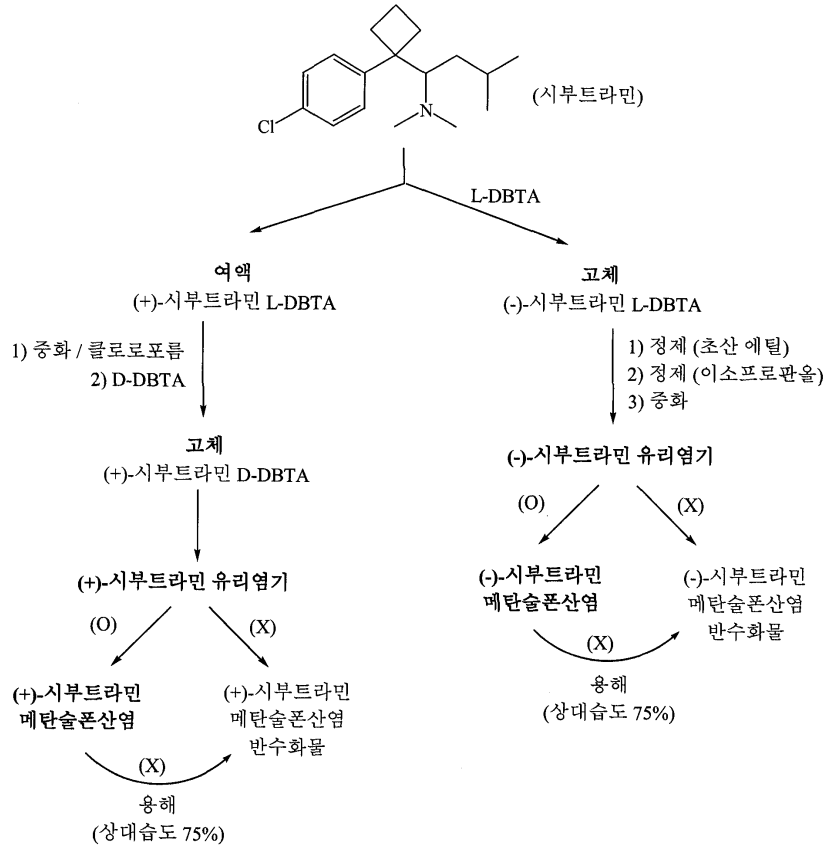 Cl
N
(시부트라민)
L-DBTA
여액
(+)-시부트라민 L-DBTA
1) 중화 / 클로로포름
2) D-DBTA
고체
(+)-시부트라민 D-DBTA
(+)-시부트라민 유리염기
(O)
(X)
(+)-시부트라민
메탄술폰산염
(+)-시부트라민
메탄술폰산염
반수화물
(X)
용해
(상대습도 75%)
고체
(-)-시부트라민 L-DBTA
1) 정제 (초산 에틸)
2) 정제 (이소프로판올)
3) 중화
(-)-시부트라민 유리염기
(O)
(X)
(-)-시부트라민
메탄술폰산염
(-)-시부트라민
메탄술폰산염
반수화물
(X)
용해
(상대습도 75%)